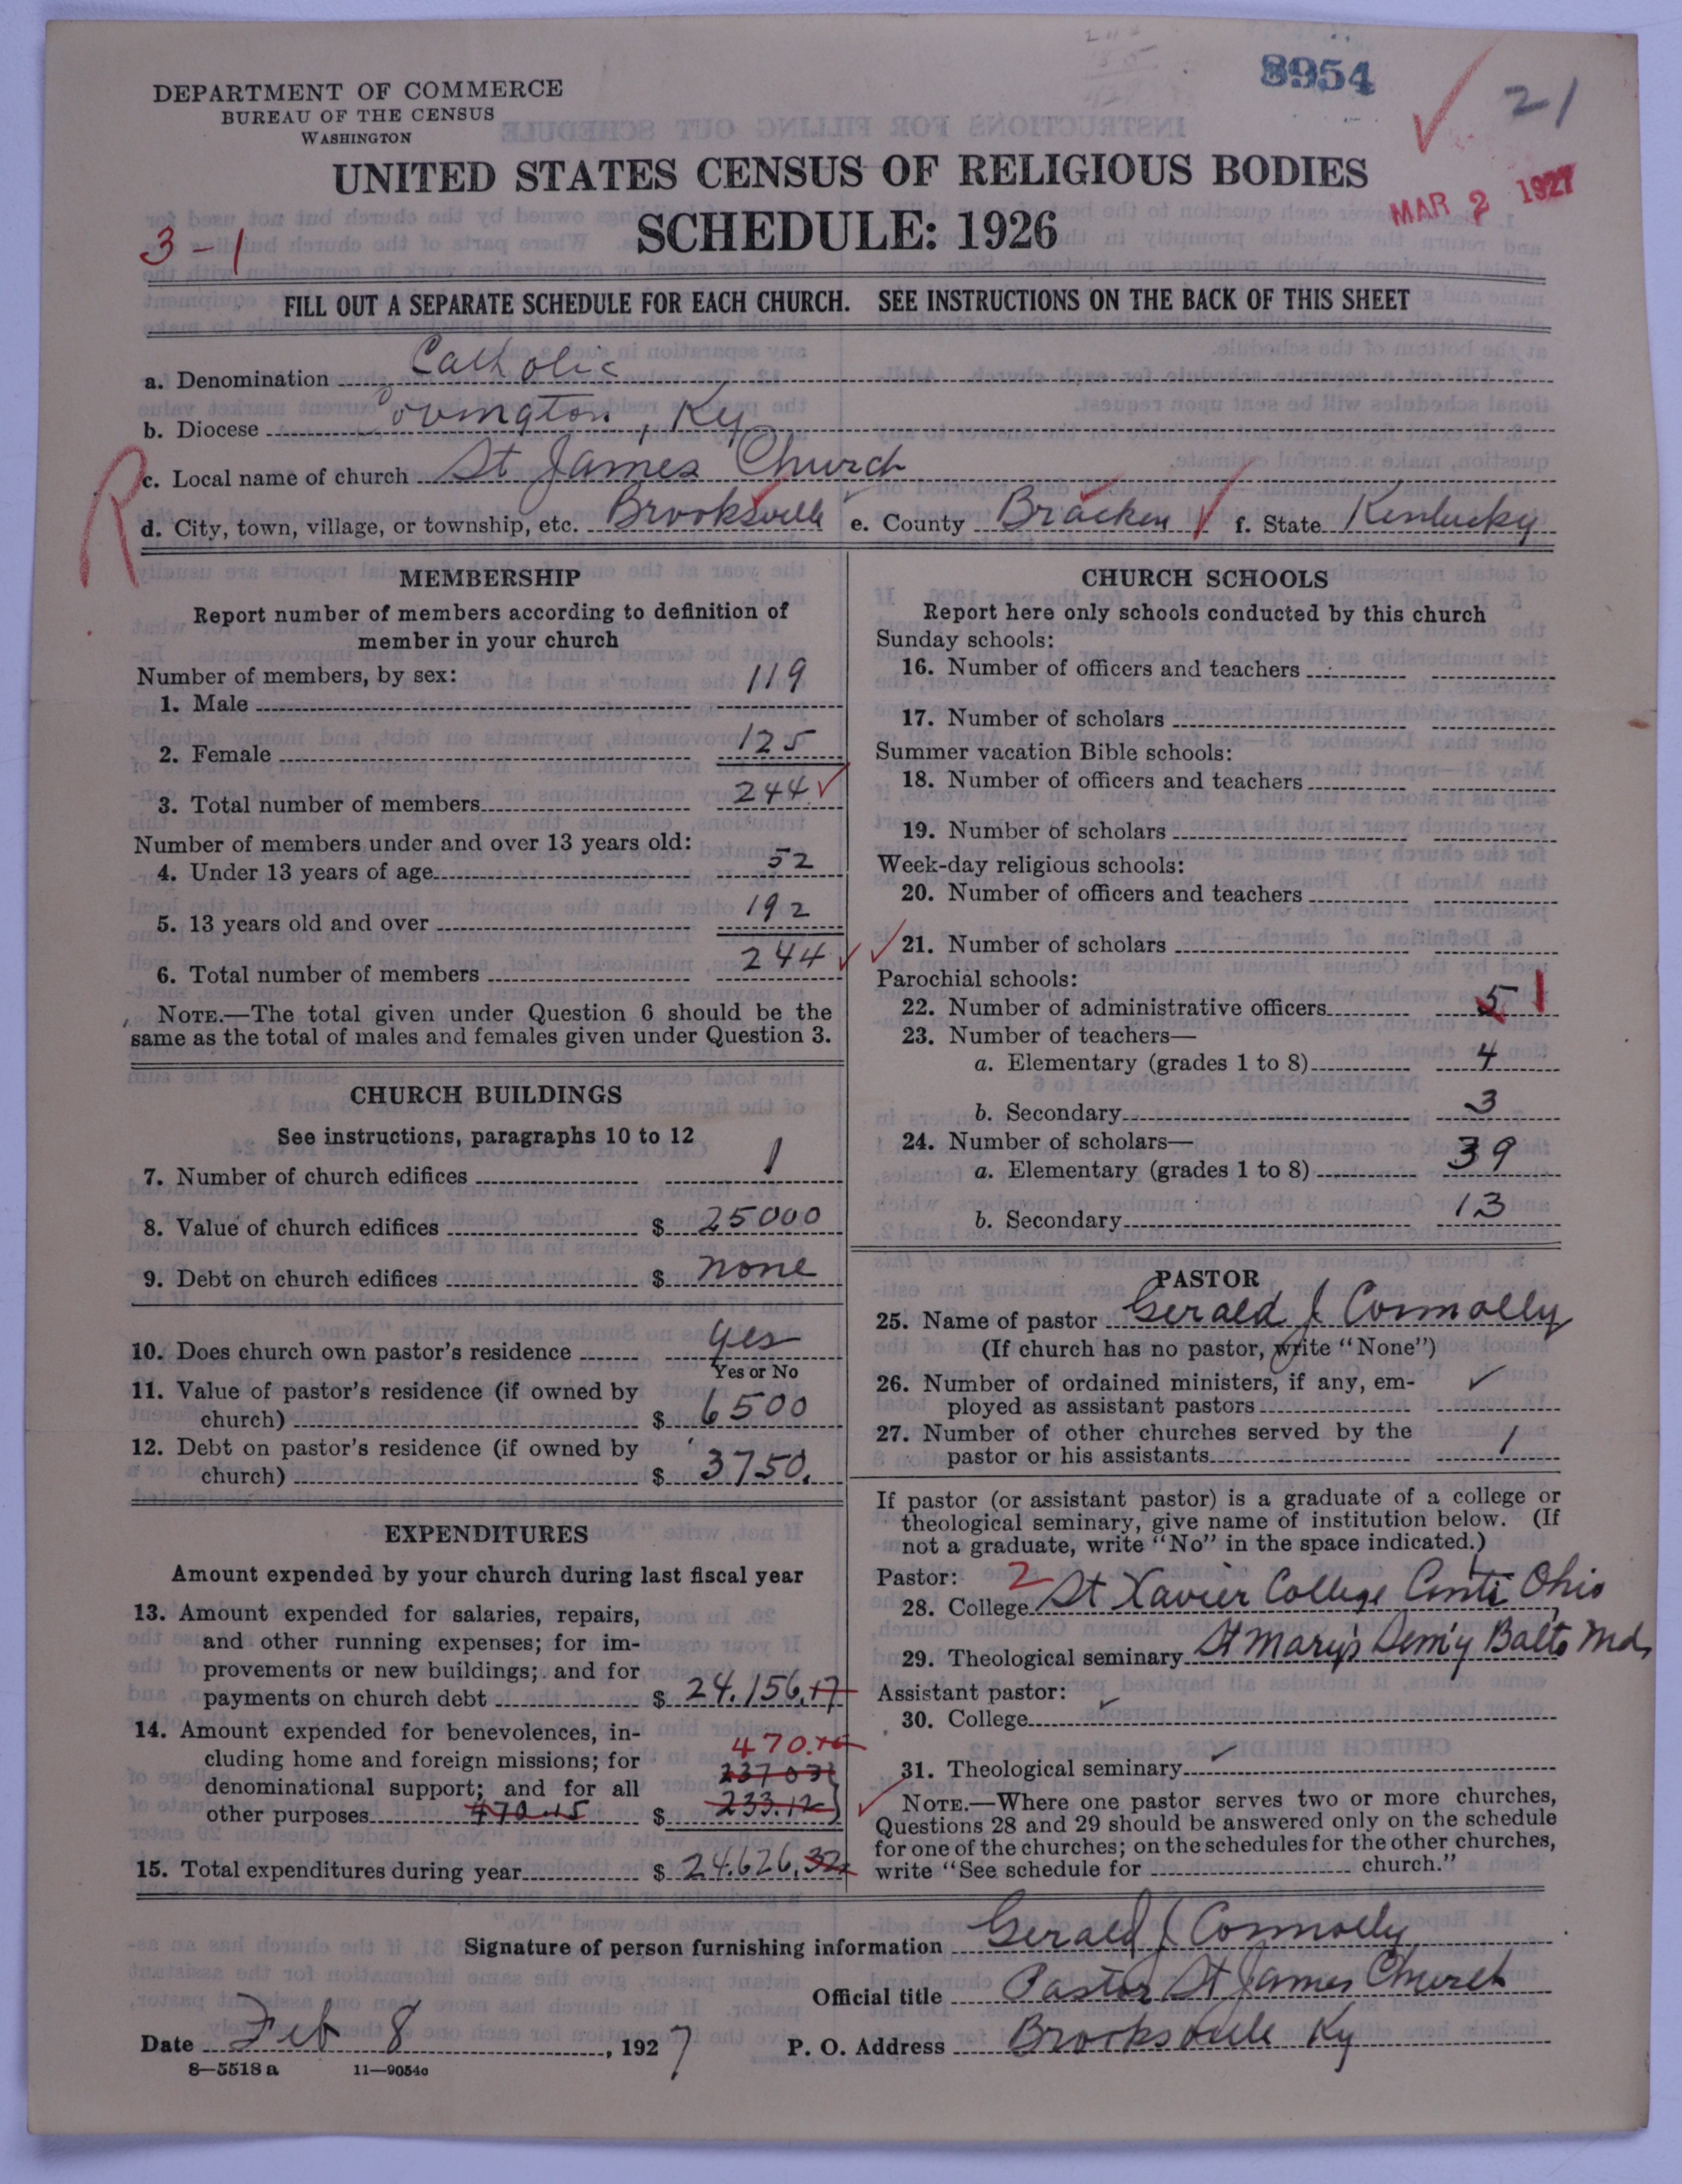 8954
21
DEPARTMENT OF COMMERCE
BUREAU OF THE CENSUS
WASHINGTON
UNITED STATES CENSUS OF RELIGIOUS BODIES
SCHEDULE: 1926
MAR 2 1927
3-1
FILL OUT A SEPARATE SCHEDULE FOR EACH CHURCH. SEE INSTRUCTIONS ON THE BACK OF THIS SHEET
a. Denomination Catholic
b. Diocese Covington, Ky
R
c. Local name of church St James Church
d. City, town, village, or township, etc. Brooksville e. County Bracken f. State Kentucky
MEMBERSHIP
Report number of members according to definition of
member in your church
Number of members, by sex:
1. Male 119
2. Female 125
3. Total number of members 244
Number of members under and over 13 years old:
4. Under 13 years of age 52
5. 13 years old and over 192
6. Total number of members 244
NOTE.—The total given under Question 6 should be the
same as the total of males and females given under Question 3.
CHURCH BUILDINGS
See instructions, paragraphs 10 to 12
7. Number of church edifices 1
8. Value of church edifices $ 25000
9. Debt on church edifices $ none
10. Does church own pastor's residence yes
Yes or No
11. Value of pastor's residence (if owned by
church) $ 6500
12. Debt on pastor's residence (if owned by
church) $ 3750.
EXPENDITURES
Amount expended by your church during last fiscal year
13. Amount expended for salaries, repairs,
and other running expenses; for im-
provements or new buildings; and for
payments on church debt $ 24.156.17
14. Amount expended for benevolences, in-
470.
cluding home and foreign missions; for
237 03
denominational support; and for all
other purposes 470.15 $ 233.12
15. Total expenditures during year $ 24.626.32
CHURCH SCHOOLS
Report here only schools conducted by this church
Sunday schools:
16. Number of officers and teachers
17. Number of scholars
Summer vacation Bible schools:
18. Number of officers and teachers
19. Number of scholars
Week-day religious schools:
20. Number of officers and teachers
21. Number of scholars
Parochial schools:
22. Number of administrative officers 5 1
23. Number of teachers—
a. Elementary (grades 1 to 8) 4
b. Secondary 3
24. Number of scholars—
a. Elementary (grades 1 to 8) 39
b. Secondary 13
PASTOR
25. Name of pastor Gerald J Connolly
(If church has no pastor, write "None")
26. Number of ordained ministers, if any, em-
ployed as assistant pastors
27. Number of other churches served by the
pastor or his assistants 1
If pastor (or assistant pastor) is a graduate of a college or
theological seminary, give name of institution below. (If
not a graduate, write "No" in the space indicated.)
Pastor: 2
28. College St Xavier College Cinti Ohio
29. Theological seminary St Mary's Sem'y Balto Md.
Assistant pastor:
30. College
31. Theological seminary
NOTE.—Where one pastor serves two or more churches,
Questions 28 and 29 should be answered only on the schedule
for one of the churches; on the schedules for the other churches,
write "See schedule for church."
Signature of person furnishing information Gerald J Connolly
Official title Pastor St James Church
Date Feb 8, 1927 P. O. Address Brooksville Ky
8—5518 a 11—9054c